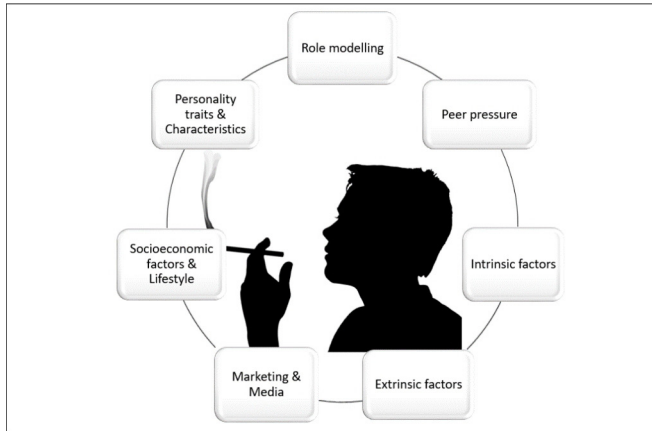 Role modelling
Peer pressure
Intrinsic factors
Extrinsic factors
Marketing &
Media
Socioeconomic
factors &
Lifestyle
Personality
traits &
Characteristics